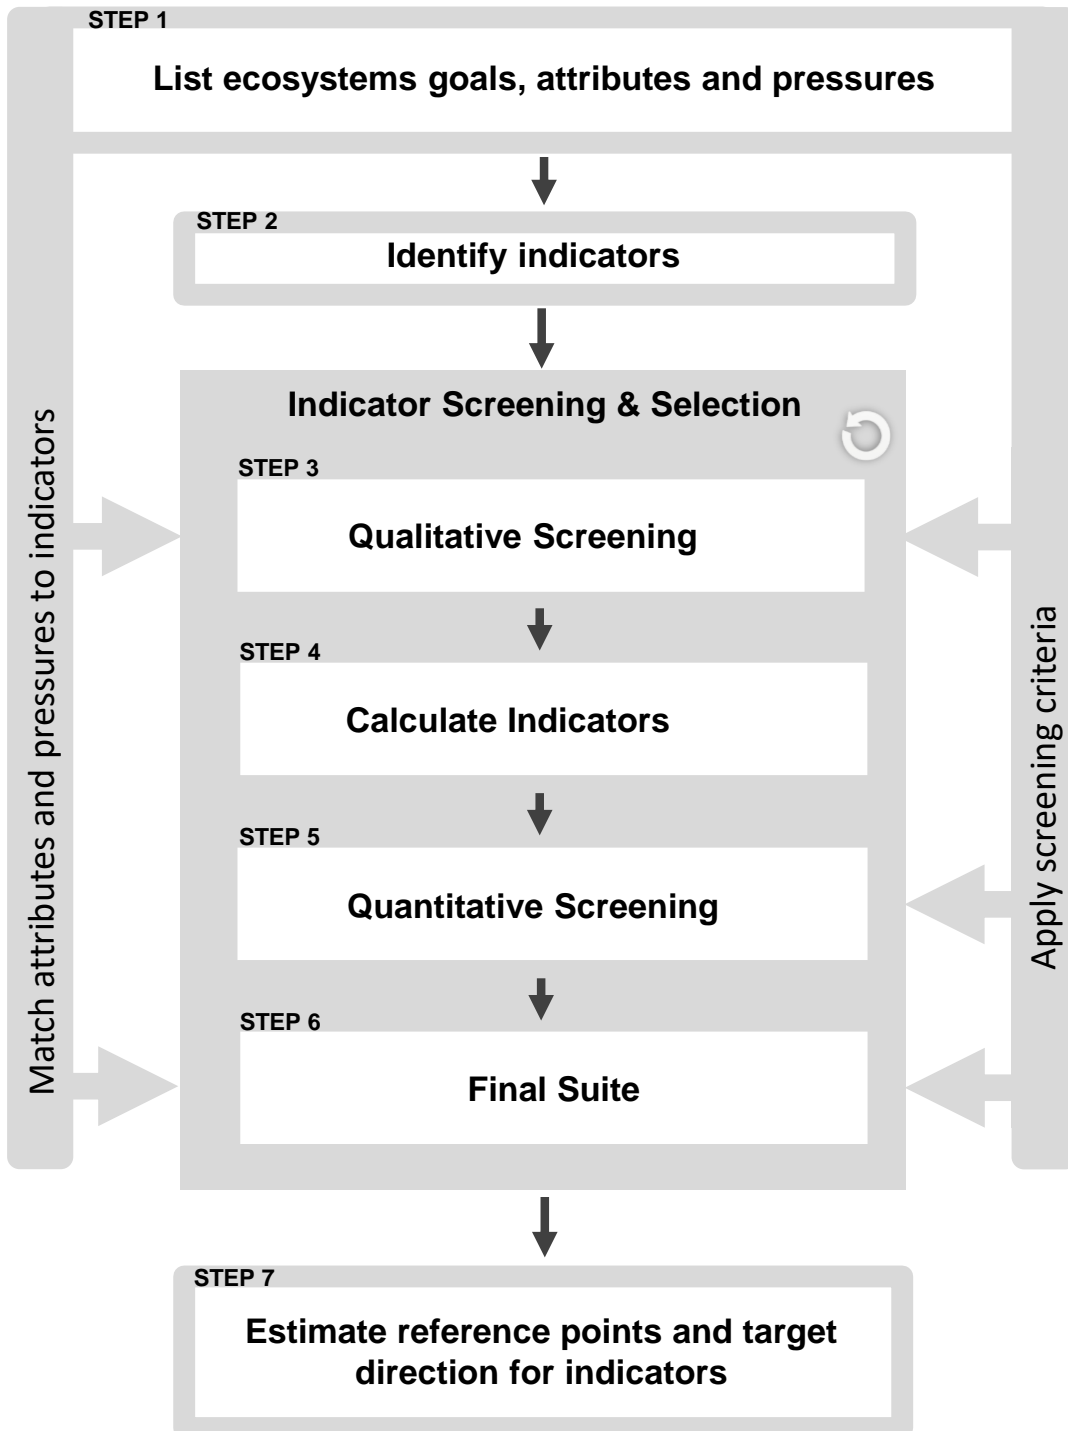 STEP 1
List ecosystems goals, attributes and pressures
STEP 2
Identify indicators
Indicator Screening & Selection
STEP 3
Qualitative Screening
STEP 4
Calculate Indicators
STEP 5
Quantitative Screening
STEP 6
Final Suite
Match attributes and pressures to indicators
Apply screening criteria
STEP 7
Estimate reference points and target
direction for indicators